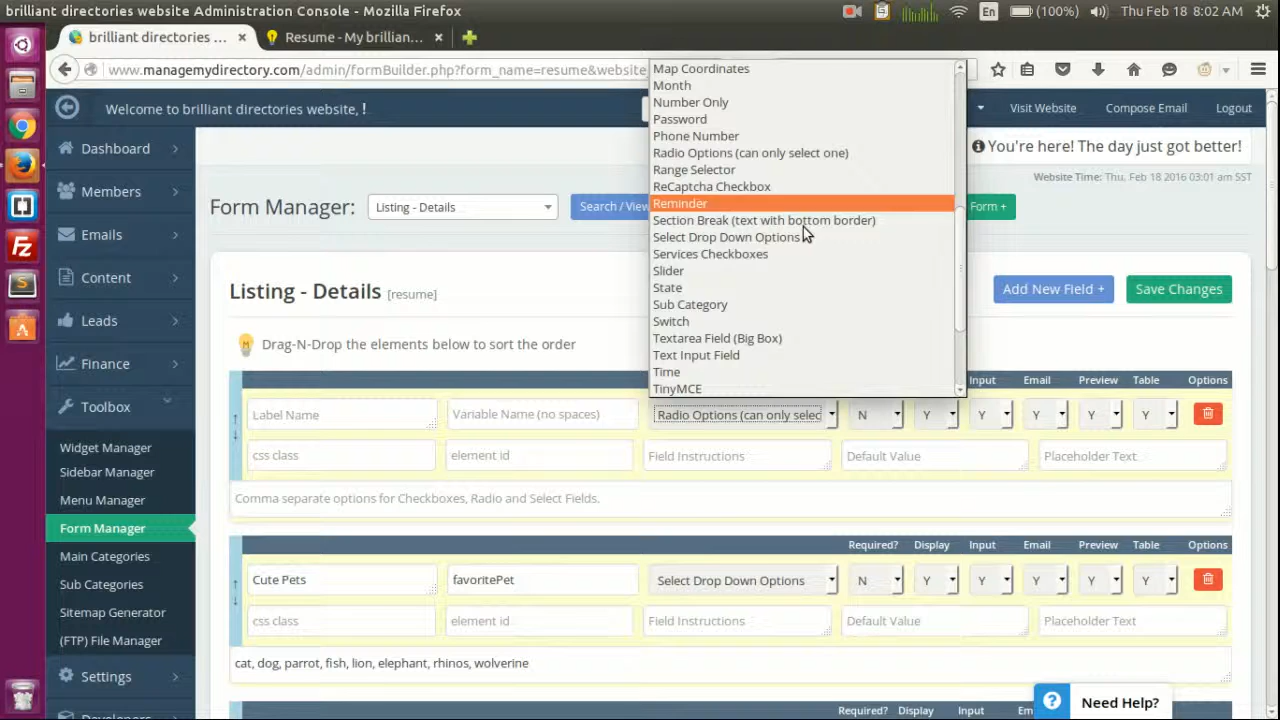 brilliant directories website Administration Console - Mozilla Firefox
En (100%) Thu Feb 18 8:02 AM
brilliant directories ... × Resume - My brillian... ×
www.managemydirectory.com/admin/formBuilder.php?form_name=resume&website_
Welcome to brilliant directories website, !
Visit Website Compose Email Logout
Dashboard
Members
Emails
Content
Leads
Finance
Toolbox
Widget Manager
Sidebar Manager
Menu Manager
Form Manager
Main Categories
Sub Categories
Sitemap Generator
(FTP) File Manager
Settings
You're here! The day just got better!
Website Time: Thu, Feb 18 2016 03:01 am SST
Form Manager: Listing - Details Search / View Form +
Map Coordinates
Month
Number Only
Password
Phone Number
Radio Options (can only select one)
Range Selector
ReCaptcha Checkbox
Reminder
Section Break (text with bottom border)
Select Drop Down Options
Services Checkboxes
Slider
State
Sub Category
Switch
Textarea Field (Big Box)
Text Input Field
Time
TinyMCE
Listing - Details [resume] Add New Field + Save Changes
Drag-N-Drop the elements below to sort the order
Input Email Preview Table Options
Label Name Variable Name (no spaces) Radio Options (can only selec N Y Y Y Y Y
css class element id Field Instructions Default Value Placeholder Text
Comma separate options for Checkboxes, Radio and Select Fields.
Required? Display Input Email Preview Table Options
Cute Pets favoritePet Select Drop Down Options N Y Y Y Y Y
css class element id Field Instructions Default Value Placeholder Text
cat, dog, parrot, fish, lion, elephant, rhinos, wolverine
Required? Display Input Em Options
? Need Help?